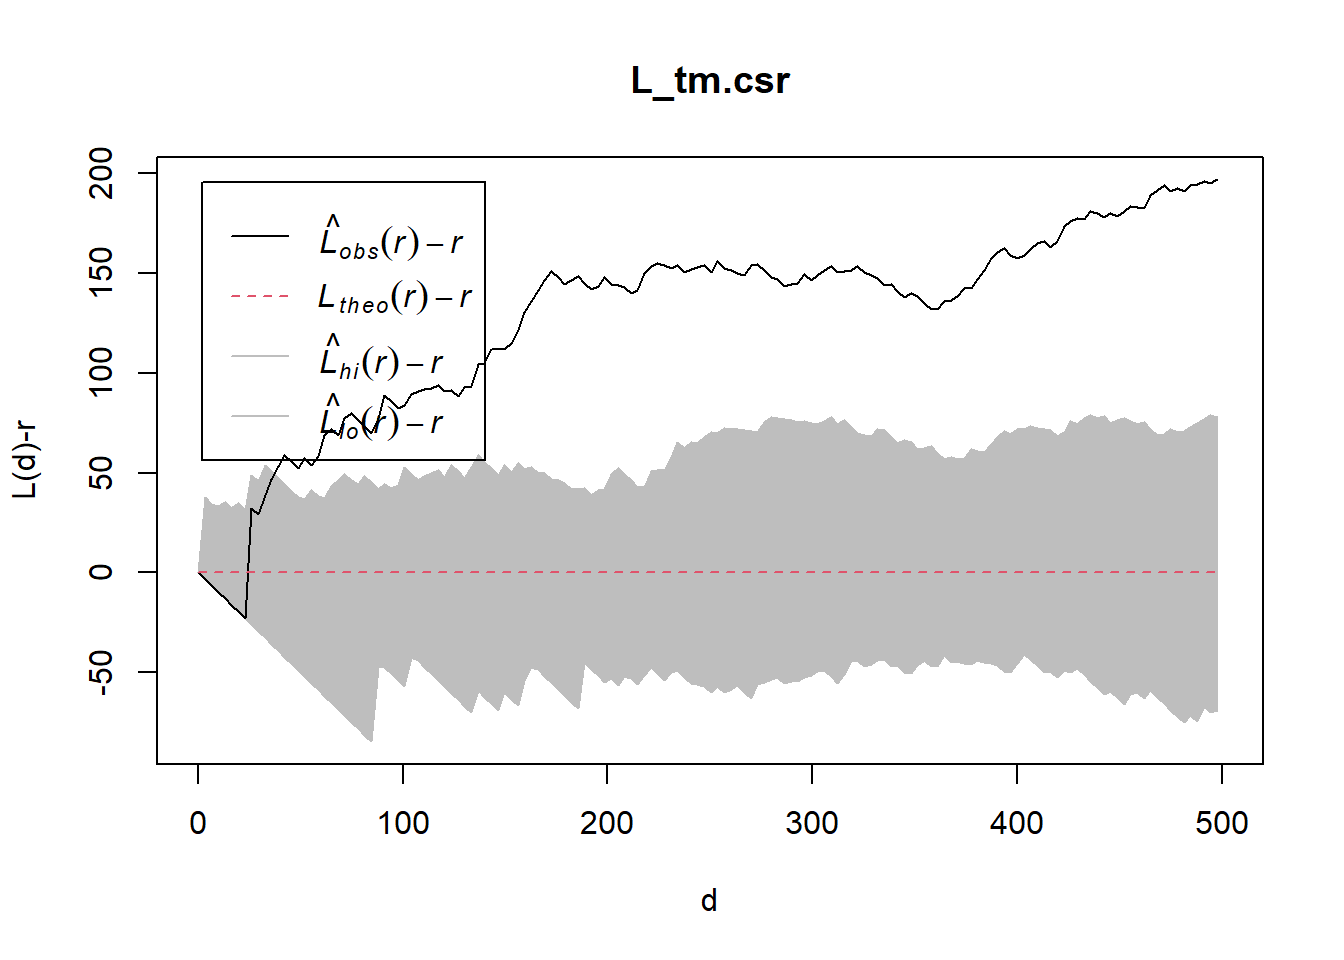 L_tm.csr
L̂obs(r) − r
Ltheo(r) − r
L̂hi(r) − r
L̂lo(r) − r
L(d)-r
200
150
100
50
0
-50
0 100 200 300 400 500
d